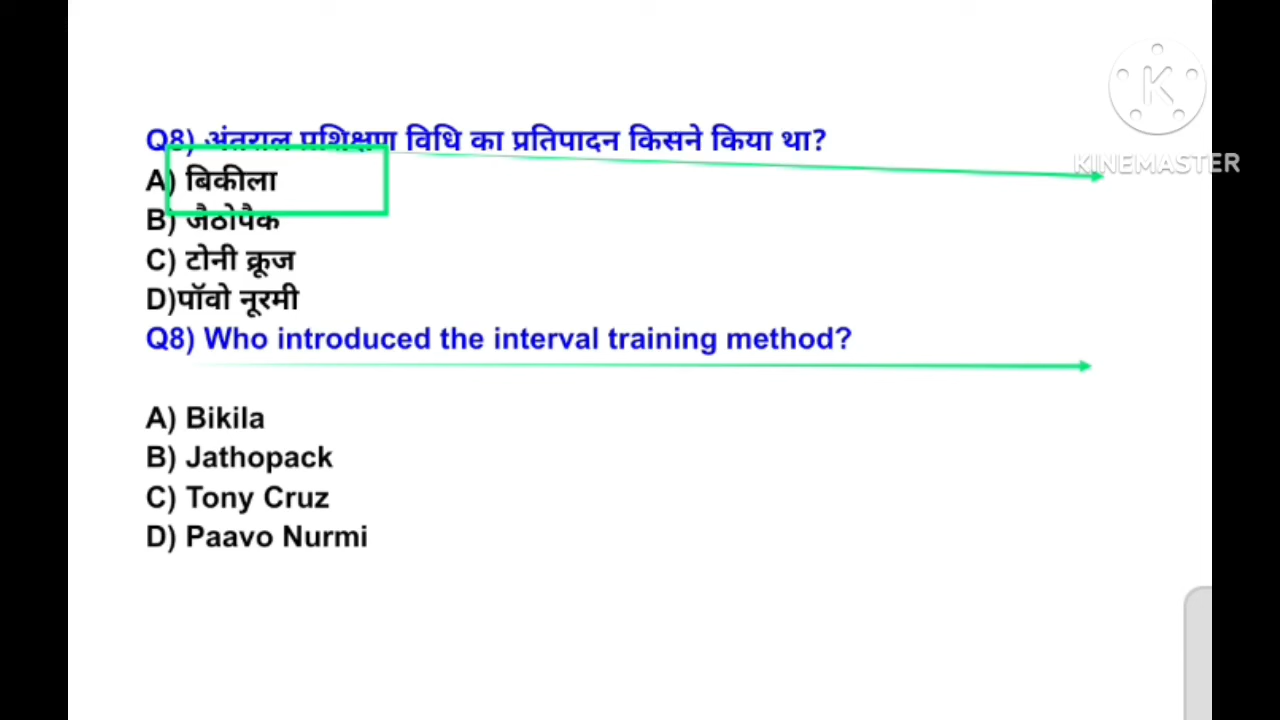 Q8) अंतराल प्रशिक्षण विधि का प्रतिपादन किसने किया था?
A) बिकीला
B) जैठोपैक
C) टोनी क्रूज
D)पॉवो नूरमी
Q8) Who introduced the interval training method?
A) Bikila
B) Jathopack
C) Tony Cruz
D) Paavo Nurmi
K
KINEMASTER